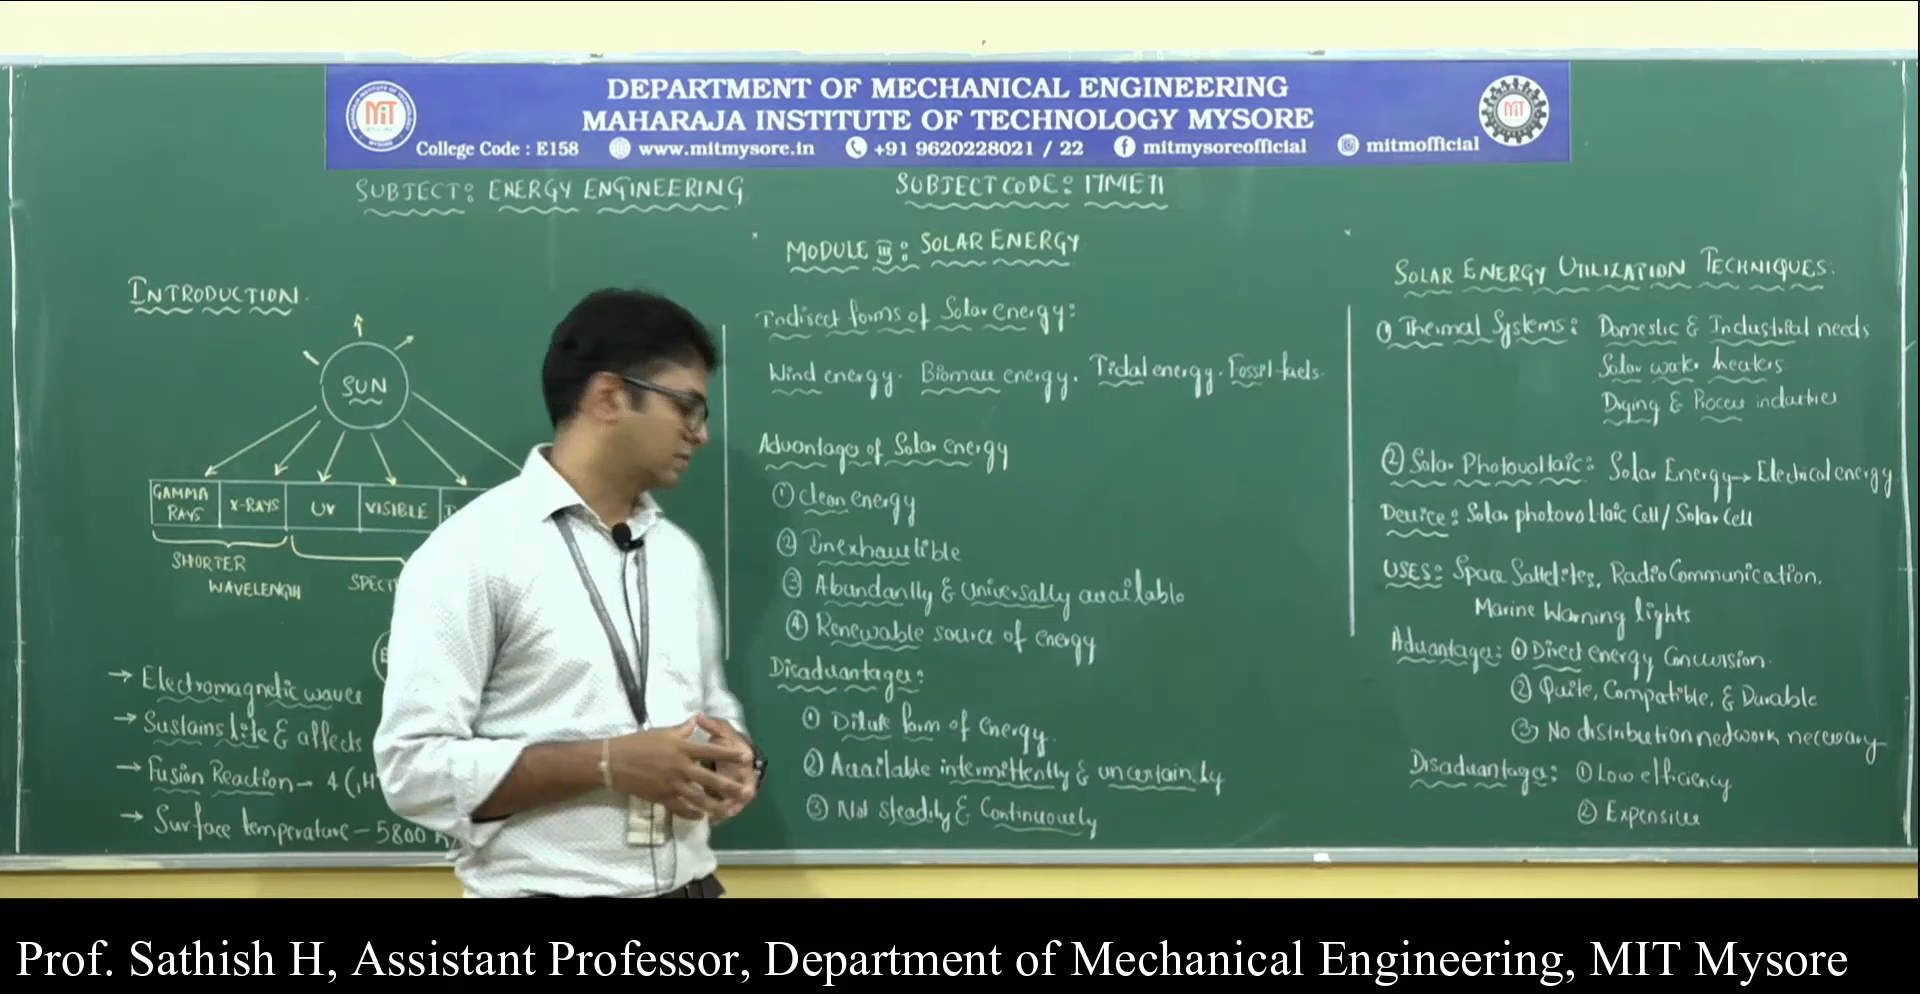 DEPARTMENT OF MECHANICAL ENGINEERING
MAHARAJA INSTITUTE OF TECHNOLOGY MYSORE
College Code : E158 www.mitmysore.in +91 9620228021 / 22 mitmysoreofficial mitmofficial
MiT
MiT
SUBJECT: ENERGY ENGINEERING
SUBJECT CODE: 17ME71
INTRODUCTION.
SUN
GAMMA RAYS X-RAYS UV VISIBLE
SHORTER
WAVELENGTH
→ Electromagnetic waves
→ Sustains life & affects
→ Fusion Reaction – 4 (1H
→ Surface temperature – 5800 K
MODULE III: SOLAR ENERGY
Indirect forms of Solar energy:
Wind energy. Biomass energy. Tidal energy. Fossil fuels.
Advantages of Solar energy
① clean energy
② Inexhaustible
③ Abundantly & universally available
④ Renewable source of energy
Disadvantages:
① Dilute form of energy.
② Available intermittently & uncertainly
③ Not steadily & Continuously
SOLAR ENERGY UTILIZATION TECHNIQUES:
① Thermal Systems: Domestic & Industrial needs
Solar water heaters
Drying & Process industries
② Solar Photovoltaic: Solar Energy → Electrical energy
Device: Solar photovoltaic Cell / Solar Cell
USES: Space Sattelites, Radio Communication.
Marine Warning lights
Advantages: ① Direct energy Conversion.
② Quite, Compatible, & Durable
③ No distribution nedwork necessary
Disadvantages: ① Low efficiency
② Expensive
Prof. Sathish H, Assistant Professor, Department of Mechanical Engineering, MIT Mysore